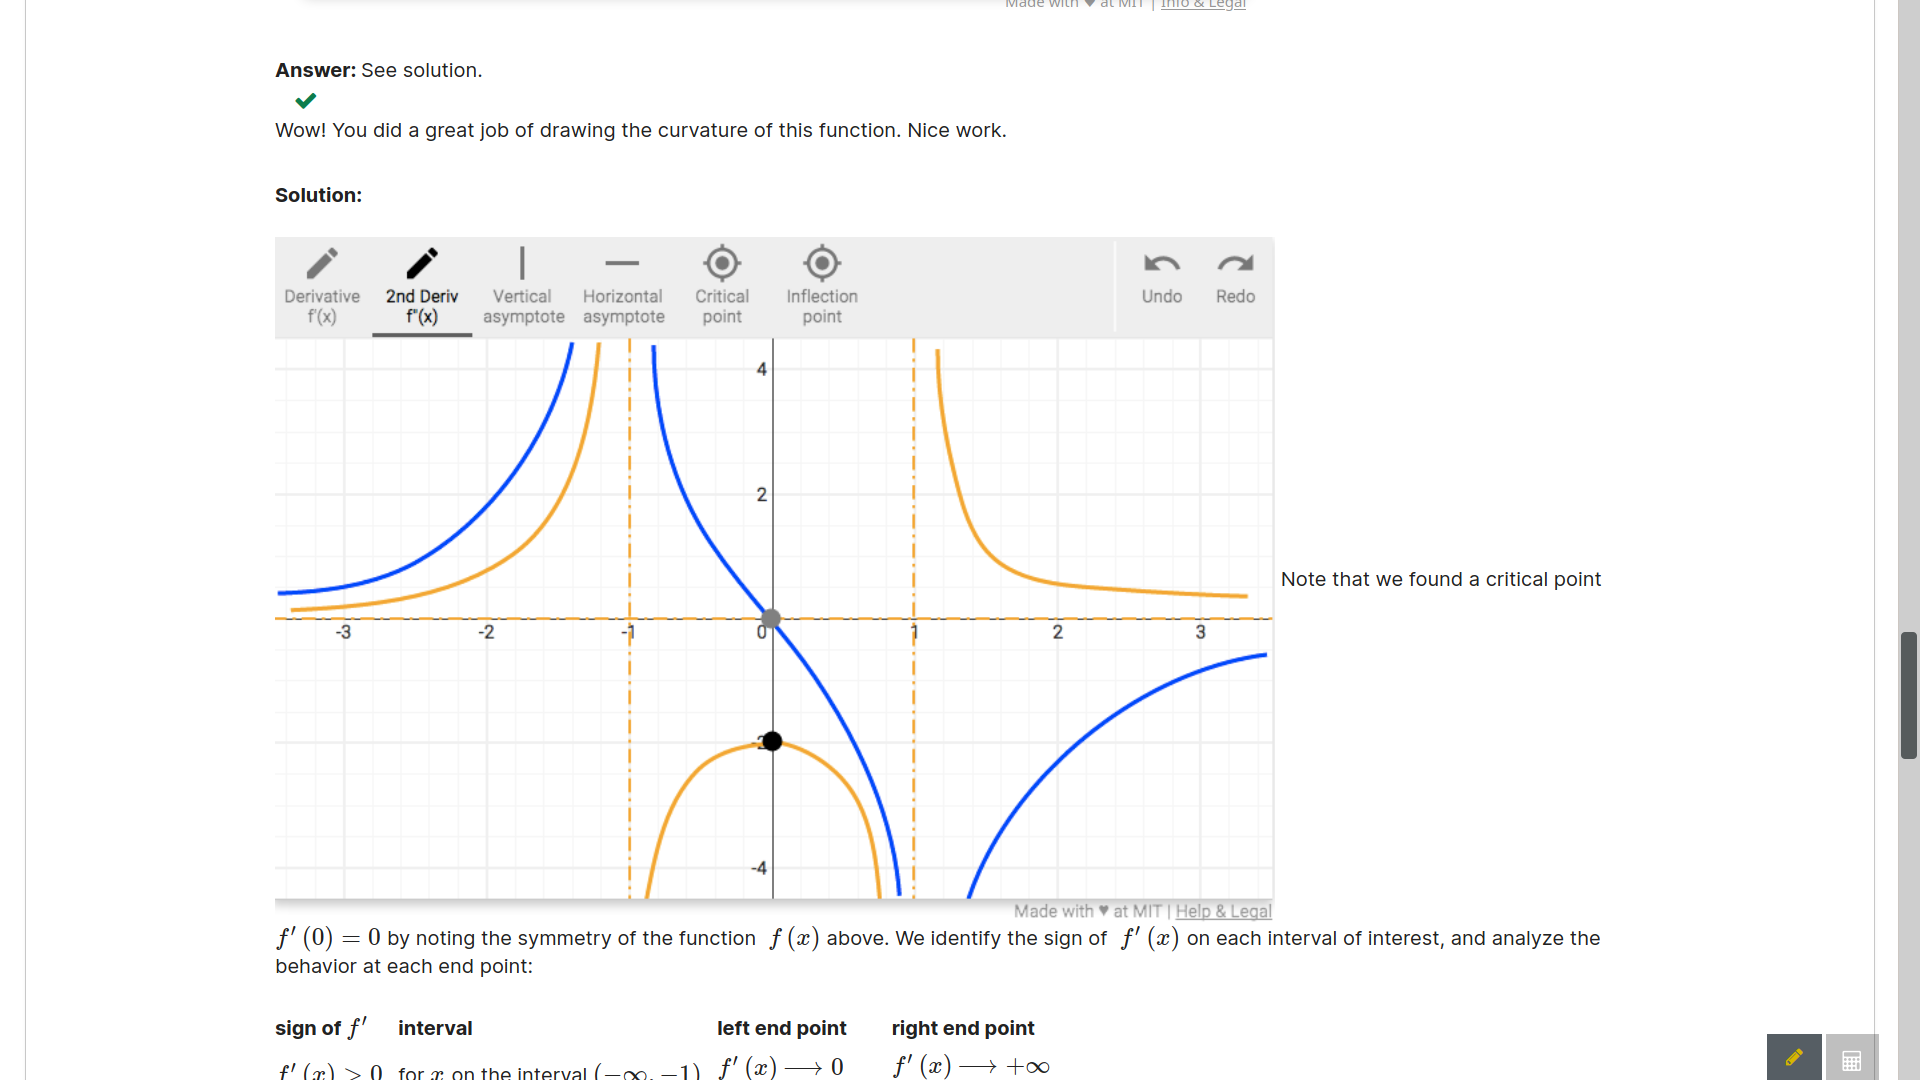 Made with ♥ at MIT | Info & Legal
Answer: See solution.
Wow! You did a great job of drawing the curvature of this function. Nice work.
Solution:
Derivative f'(x)
2nd Deriv f''(x)
Vertical asymptote
Horizontal asymptote
Critical point
Inflection point
Undo
Redo
4
2
-3 -2 -1 0 1 2 3
-2
-4
Note that we found a critical point
Made with ♥ at MIT | Help & Legal
f′ (0) = 0 by noting the symmetry of the function f (x) above. We identify the sign of f′ (x) on each interval of interest, and analyze the
behavior at each end point:
sign of f′ interval left end point right end point
f′ (x) > 0 for x on the interval (−∞, −1) f′ (x) ⟶ 0 f′ (x) ⟶ +∞